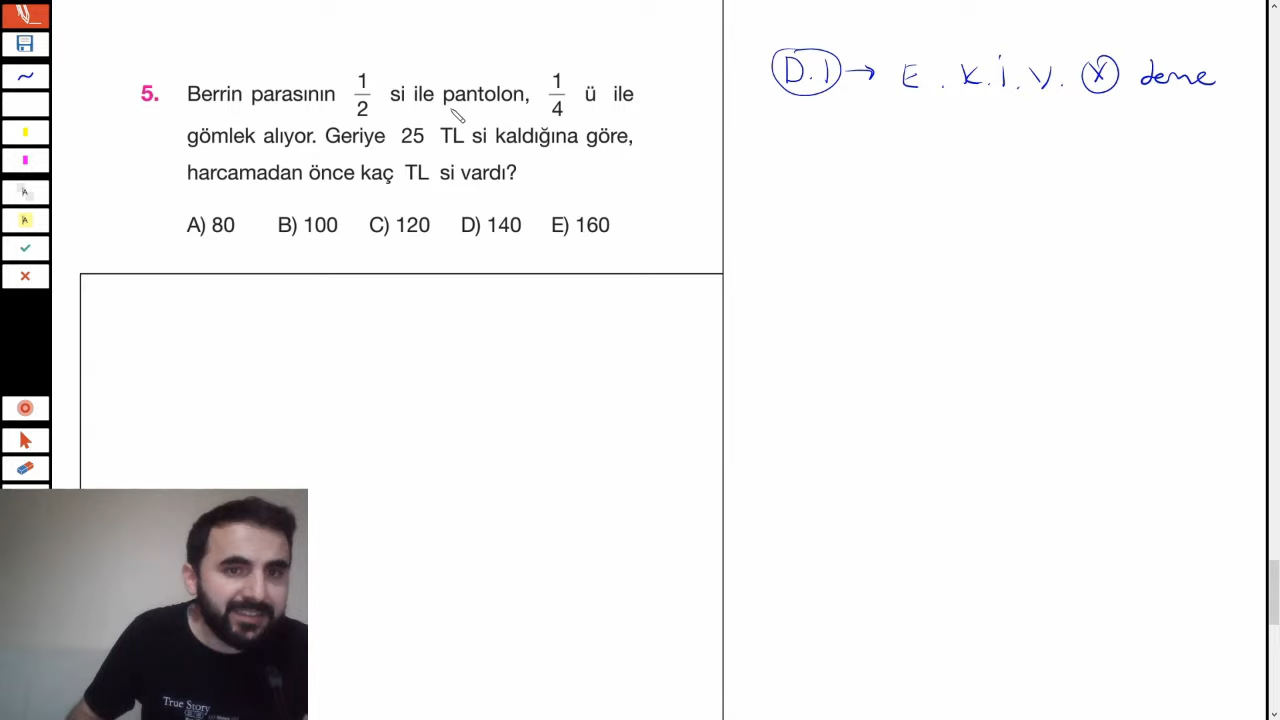 5. Berrin parasının 1/2 si ile pantolon, 1/4 ü ile
gömlek alıyor. Geriye 25 TL si kaldığına göre,
harcamadan önce kaç TL si vardı?
A) 80 B) 100 C) 120 D) 140 E) 160
D.1 → E.K.İ.V. X deme
True Story